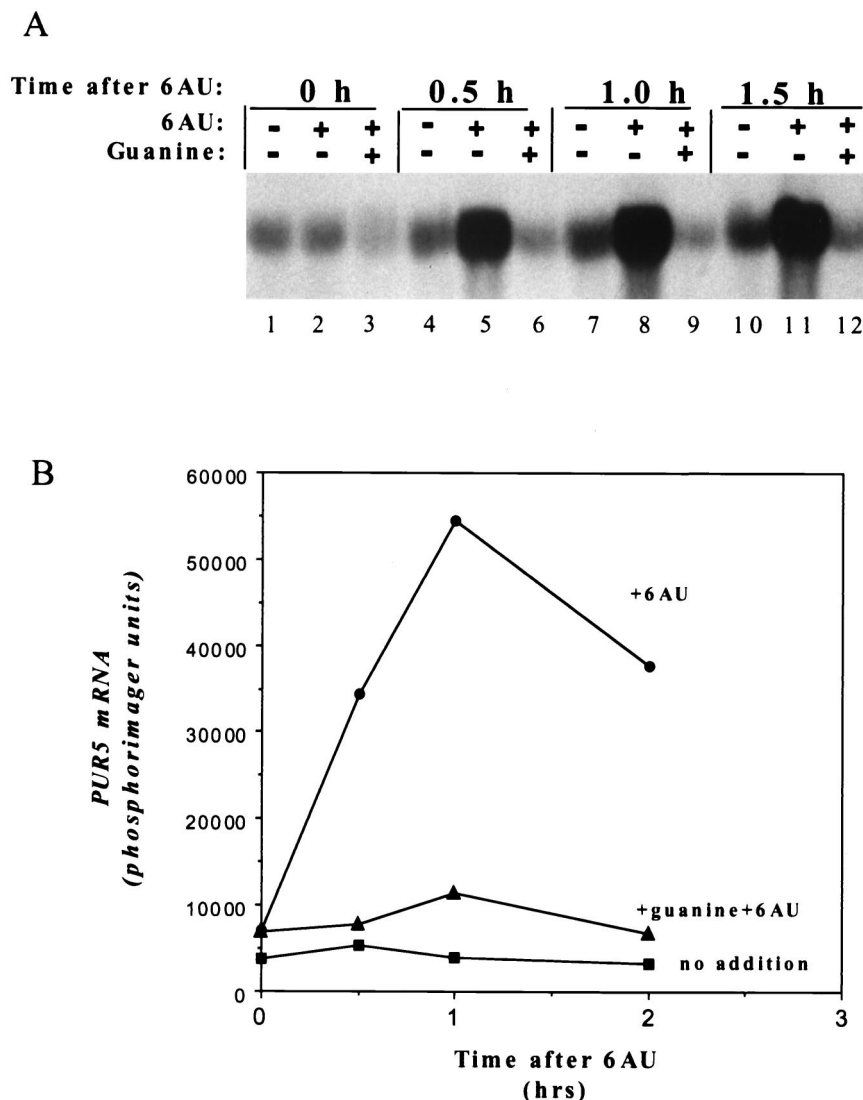 A
Time after 6AU: 0 h 0.5 h 1.0 h 1.5 h
6AU: - + + - + + - + + - + +
Guanine: - - + - - + - - + - - +
1 2 3 4 5 6 7 8 9 10 11 12
B
60000
50000
40000
30000
20000
10000
0
PUR5 mRNA
(phosphorimager units)
+6AU
+guanine+6AU
no addition
0 1 2 3
Time after 6AU
(hrs)